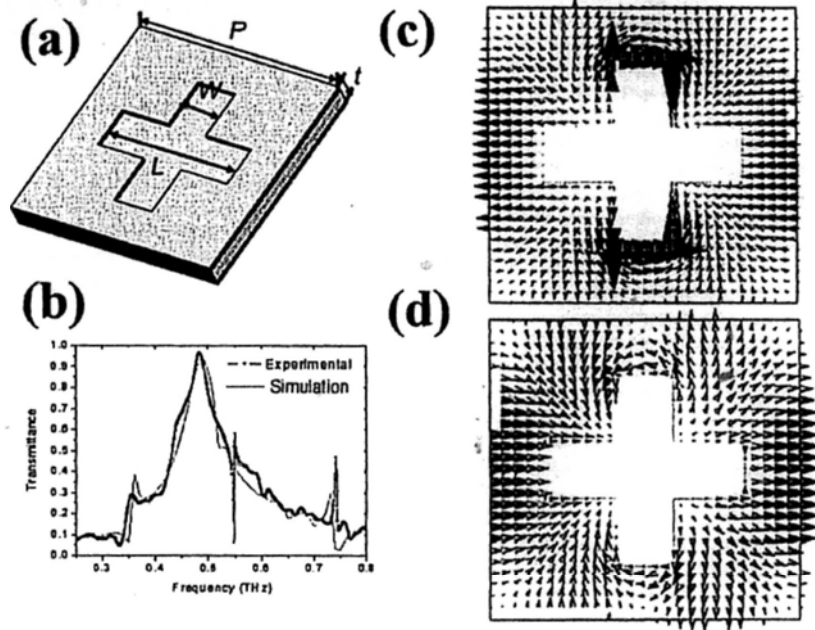 (a)
P
t
W
L
(b)
1.0
0.9
0.8
0.7
0.6
0.5
0.4
0.3
0.2
0.1
0.0
Transmittance
Experimental
Simulation
0.3 0.4 0.5 0.6 0.7 0.8
Frequency (THz)
(c)
(d)